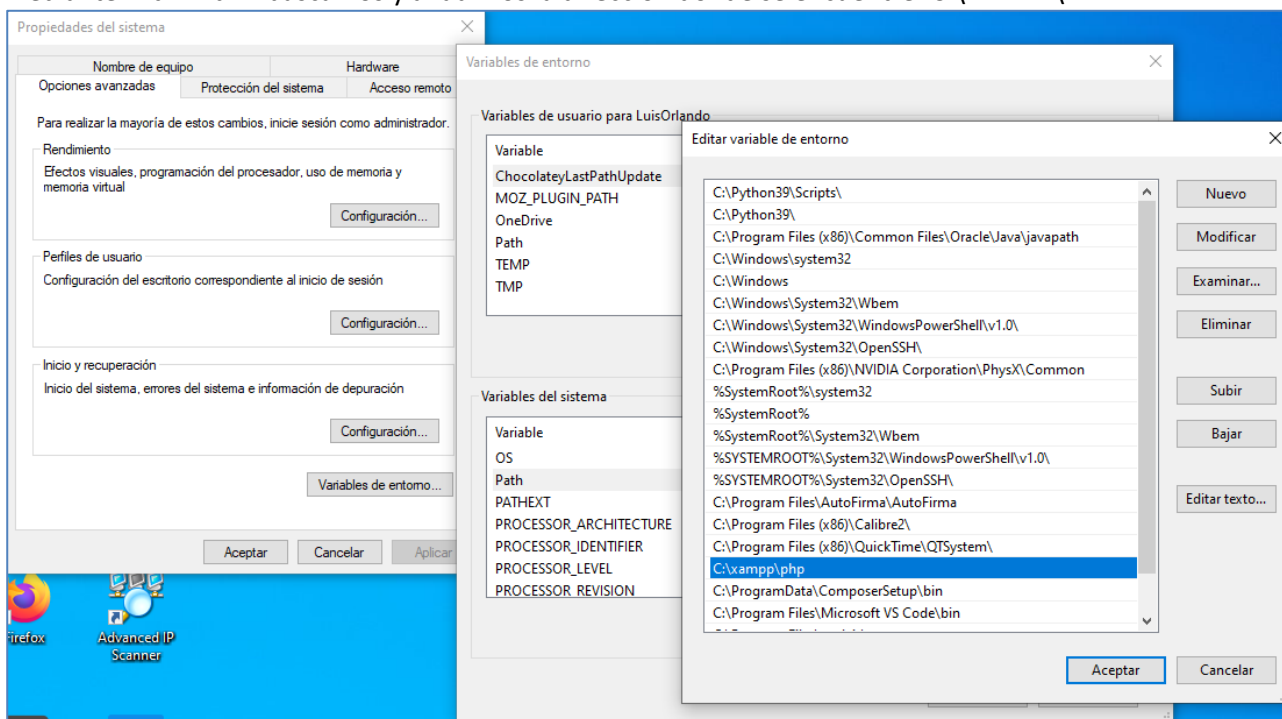 Propiedades del sistema
Nombre de equipo
Hardware
Opciones avanzadas
Protección del sistema
Acceso remoto
Para realizar la mayoría de estos cambios, inicie sesión como administrador.
Rendimiento
Efectos visuales, programación del procesador, uso de memoria y
memoria virtual
Configuración...
Perfiles de usuario
Configuración del escritorio correspondiente al inicio de sesión
Configuración...
Inicio y recuperación
Inicio del sistema, errores del sistema e información de depuración
Configuración...
Variables de entorno...
Aceptar
Cancelar
Aplicar
Advanced IP
Scanner
Variables de entorno
Variables de usuario para LuisOrlando
Variable
ChocolateyLastPathUpdate
MOZ_PLUGIN_PATH
OneDrive
Path
TEMP
TMP
Variables del sistema
Variable
OS
Path
PATHEXT
PROCESSOR_ARCHITECTURE
PROCESSOR_IDENTIFIER
PROCESSOR_LEVEL
PROCESSOR_REVISION
Editar variable de entorno
C:\Python39\Scripts\
C:\Python39\
C:\Program Files (x86)\Common Files\Oracle\Java\javapath
C:\Windows\system32
C:\Windows
C:\Windows\System32\Wbem
C:\Windows\System32\WindowsPowerShell\v1.0\
C:\Windows\System32\OpenSSH\
C:\Program Files (x86)\NVIDIA Corporation\PhysX\Common
%SystemRoot%\system32
%SystemRoot%
%SystemRoot%\System32\Wbem
%SYSTEMROOT%\System32\WindowsPowerShell\v1.0\
%SYSTEMROOT%\System32\OpenSSH\
C:\Program Files\AutoFirma\AutoFirma
C:\Program Files (x86)\Calibre2\
C:\Program Files (x86)\QuickTime\QTSystem\
C:\xampp\php
C:\ProgramData\ComposerSetup\bin
C:\Program Files\Microsoft VS Code\bin
Nuevo
Modificar
Examinar...
Eliminar
Subir
Bajar
Editar texto...
Aceptar
Cancelar